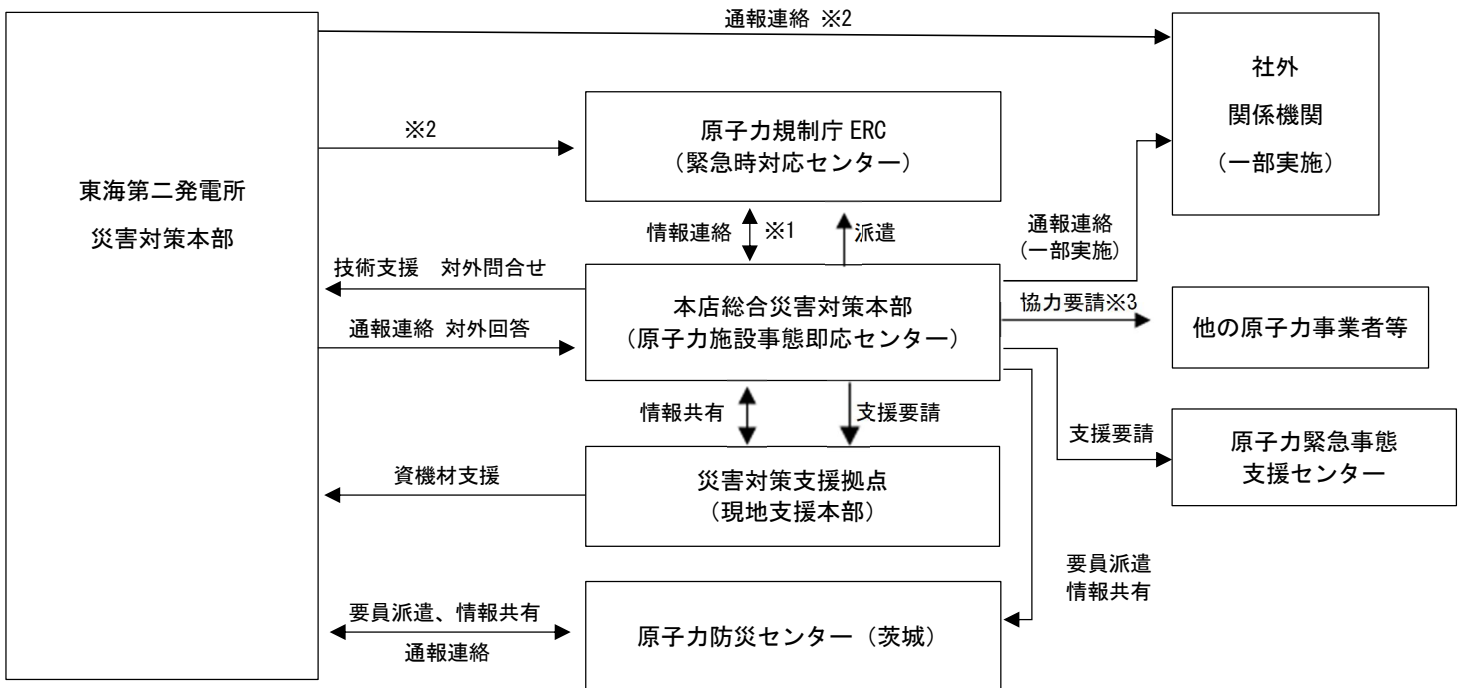 通報連絡 ※2
社外
関係機関
(一部実施)
原子力規制庁 ERC
(緊急時対応センター)
※2
東海第二発電所
災害対策本部
情報連絡
※1
派遣
通報連絡
(一部実施)
技術支援 対外問合せ
本店総合災害対策本部
(原子力施設事態即応センター)
協力要請※3
他の原子力事業者等
通報連絡 対外回答
情報共有
支援要請
支援要請
原子力緊急事態
支援センター
資機材支援
災害対策支援拠点
(現地支援本部)
要員派遣
情報共有
要員派遣、情報共有
通報連絡
原子力防災センター(茨城)